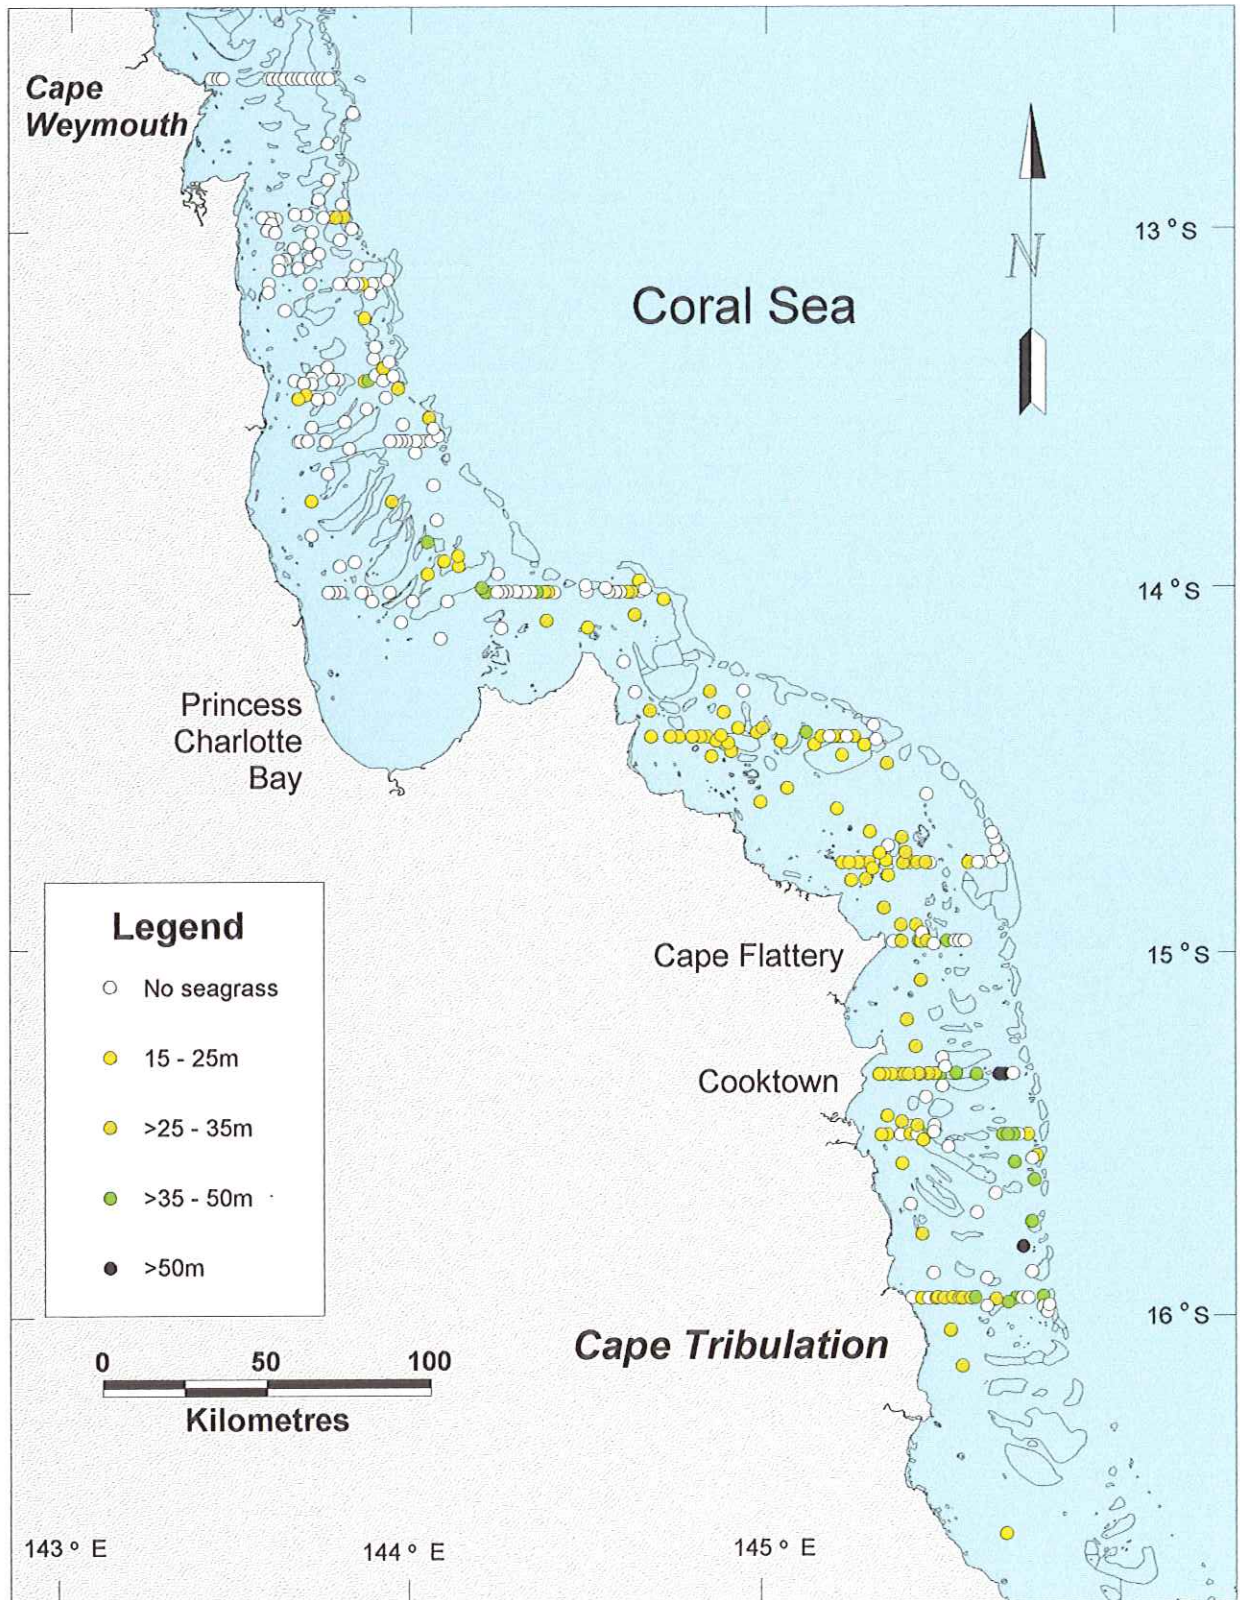 Cape
Weymouth
13 °S
N
Coral Sea
14 °S
Princess
Charlotte
Bay
Legend
No seagrass
15 - 25m
>25 - 35m
>35 - 50m
>50m
Cape Flattery
15 °S
Cooktown
16 °S
Cape Tribulation
0 50 100
Kilometres
143 ° E
144 ° E
145 ° E